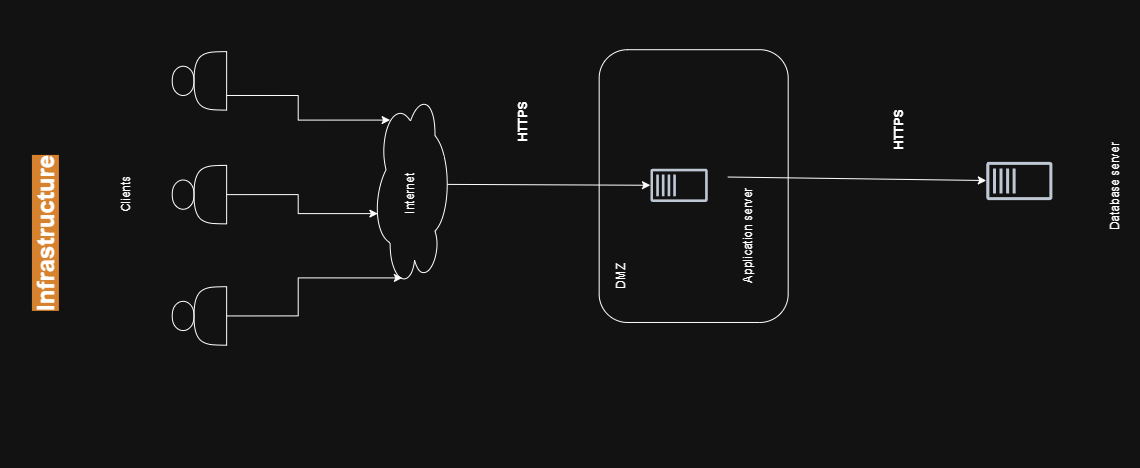 Infrastructure
Clients
Internet
HTTPS
DMZ
Application server
HTTPS
Database server